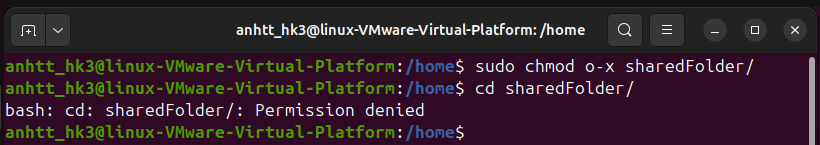 anhtt_hk3@linux-VMware-Virtual-Platform: /home
anhtt_hk3@linux-VMware-Virtual-Platform:/home$ sudo chmod o-x sharedFolder/
anhtt_hk3@linux-VMware-Virtual-Platform:/home$ cd sharedFolder/
bash: cd: sharedFolder/: Permission denied
anhtt_hk3@linux-VMware-Virtual-Platform:/home$